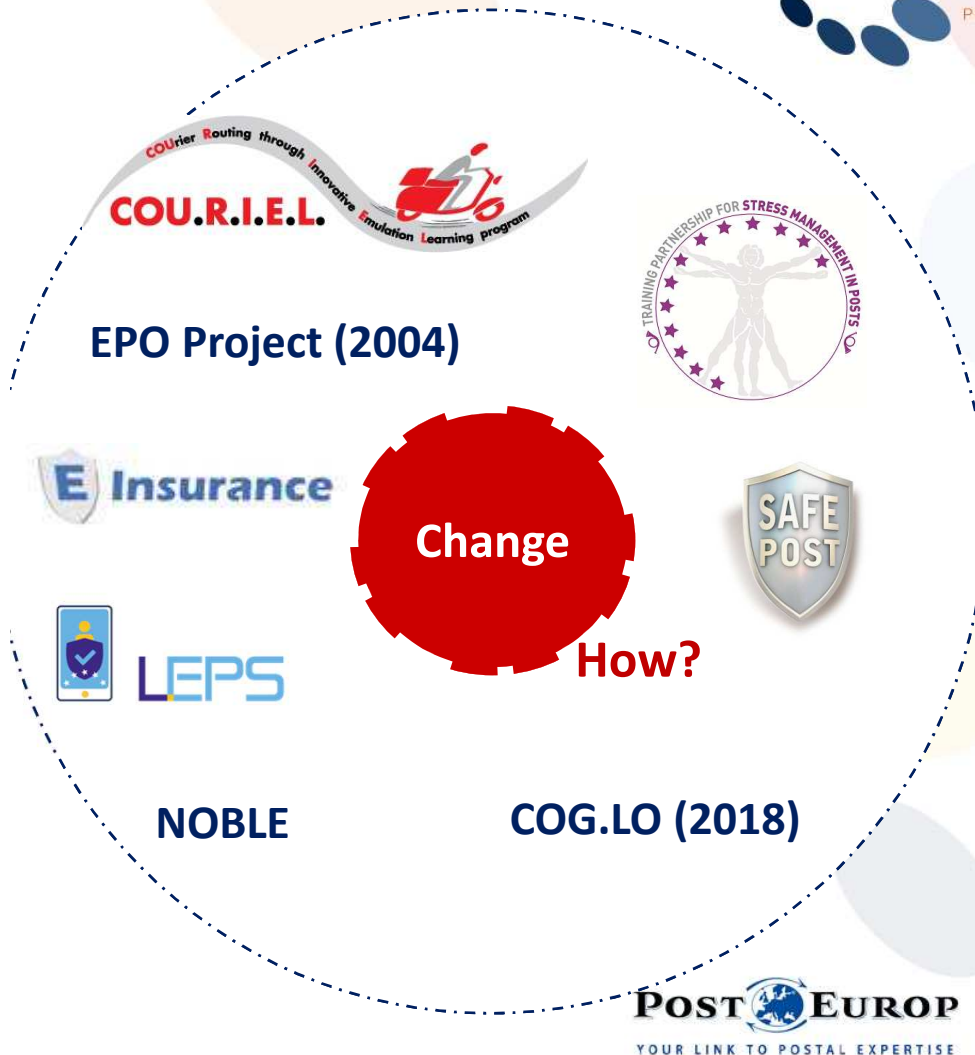 P
COUrier Routing through Innovative Emulation Learning program
COU.R.I.E.L.
TRAINING PARTNERSHIP FOR STRESS MANAGEMENT IN POSTS
EPO Project (2004)
E Insurance
SAFE
POST
Change
How?
LEPS
NOBLE
COG.LO (2018)
POST EUROP
YOUR LINK TO POSTAL EXPERTISE